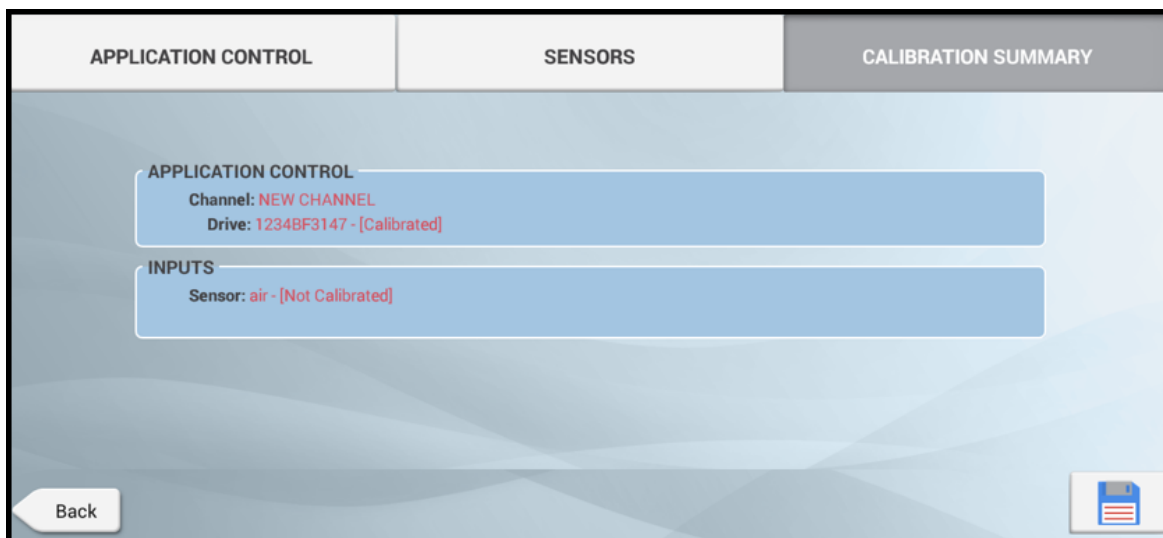 APPLICATION CONTROL
SENSORS
CALIBRATION SUMMARY
APPLICATION CONTROL
Channel: NEW CHANNEL
Drive: 1234BF3147 - [Calibrated]
INPUTS
Sensor: air - [Not Calibrated]
Back